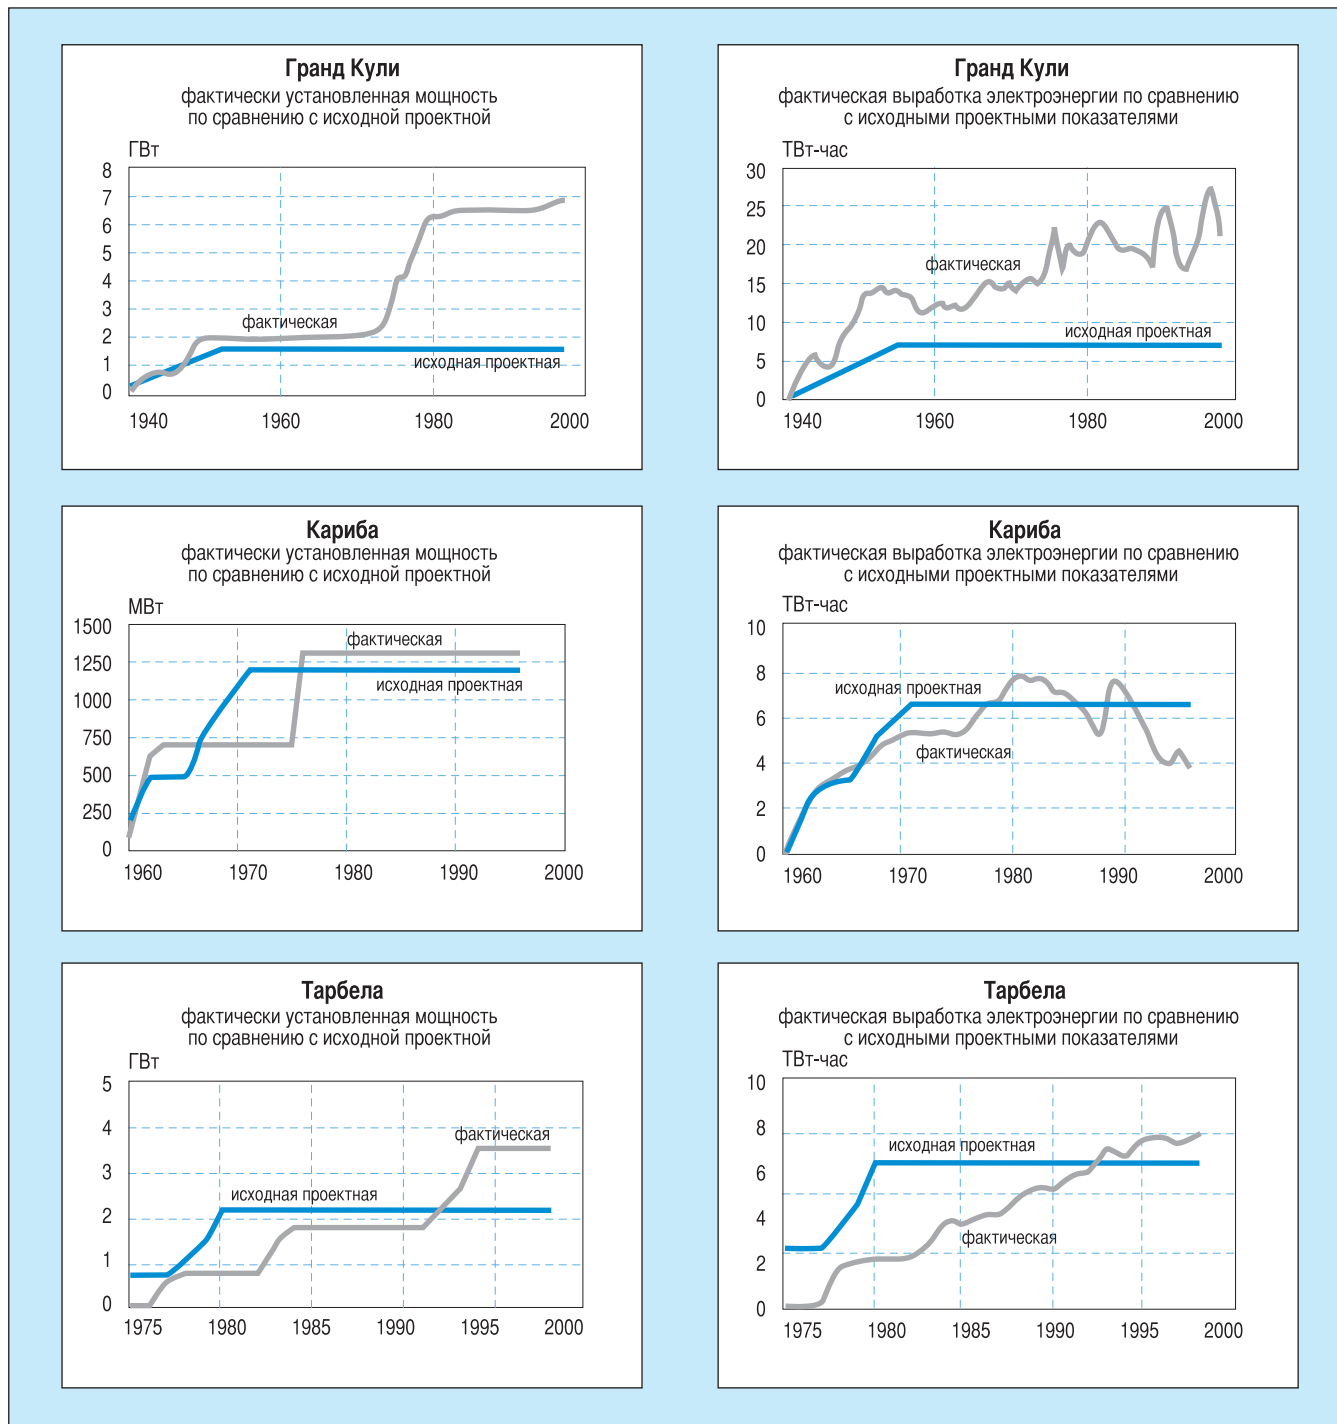 Гранд Кули
фактически установленная мощность
по сравнению с исходной проектной
ГВт
8
7
6
5
4
3
2
1
0
фактическая
исходная проектная
1940 1960 1980 2000
Гранд Кули
фактическая выработка электроэнергии по сравнению
с исходными проектными показателями
ТВт-час
30
25
20
15
10
5
0
фактическая
исходная проектная
1940 1960 1980 2000
Кариба
фактически установленная мощность
по сравнению с исходной проектной
МВт
1500
1250
1000
750
500
250
0
фактическая
исходная проектная
1960 1970 1980 1990 2000
Кариба
фактическая выработка электроэнергии по сравнению
с исходными проектными показателями
ТВт-час
10
8
6
4
2
0
исходная проектная
фактическая
1960 1970 1980 1990 2000
Тарбела
фактически установленная мощность
по сравнению с исходной проектной
ГВт
5
4
3
2
1
0
фактическая
исходная проектная
1975 1980 1985 1990 1995 2000
Тарбела
фактическая выработка электроэнергии по сравнению
с исходными проектными показателями
ТВт-час
10
8
6
4
2
0
исходная проектная
фактическая
1975 1980 1985 1990 1995 2000